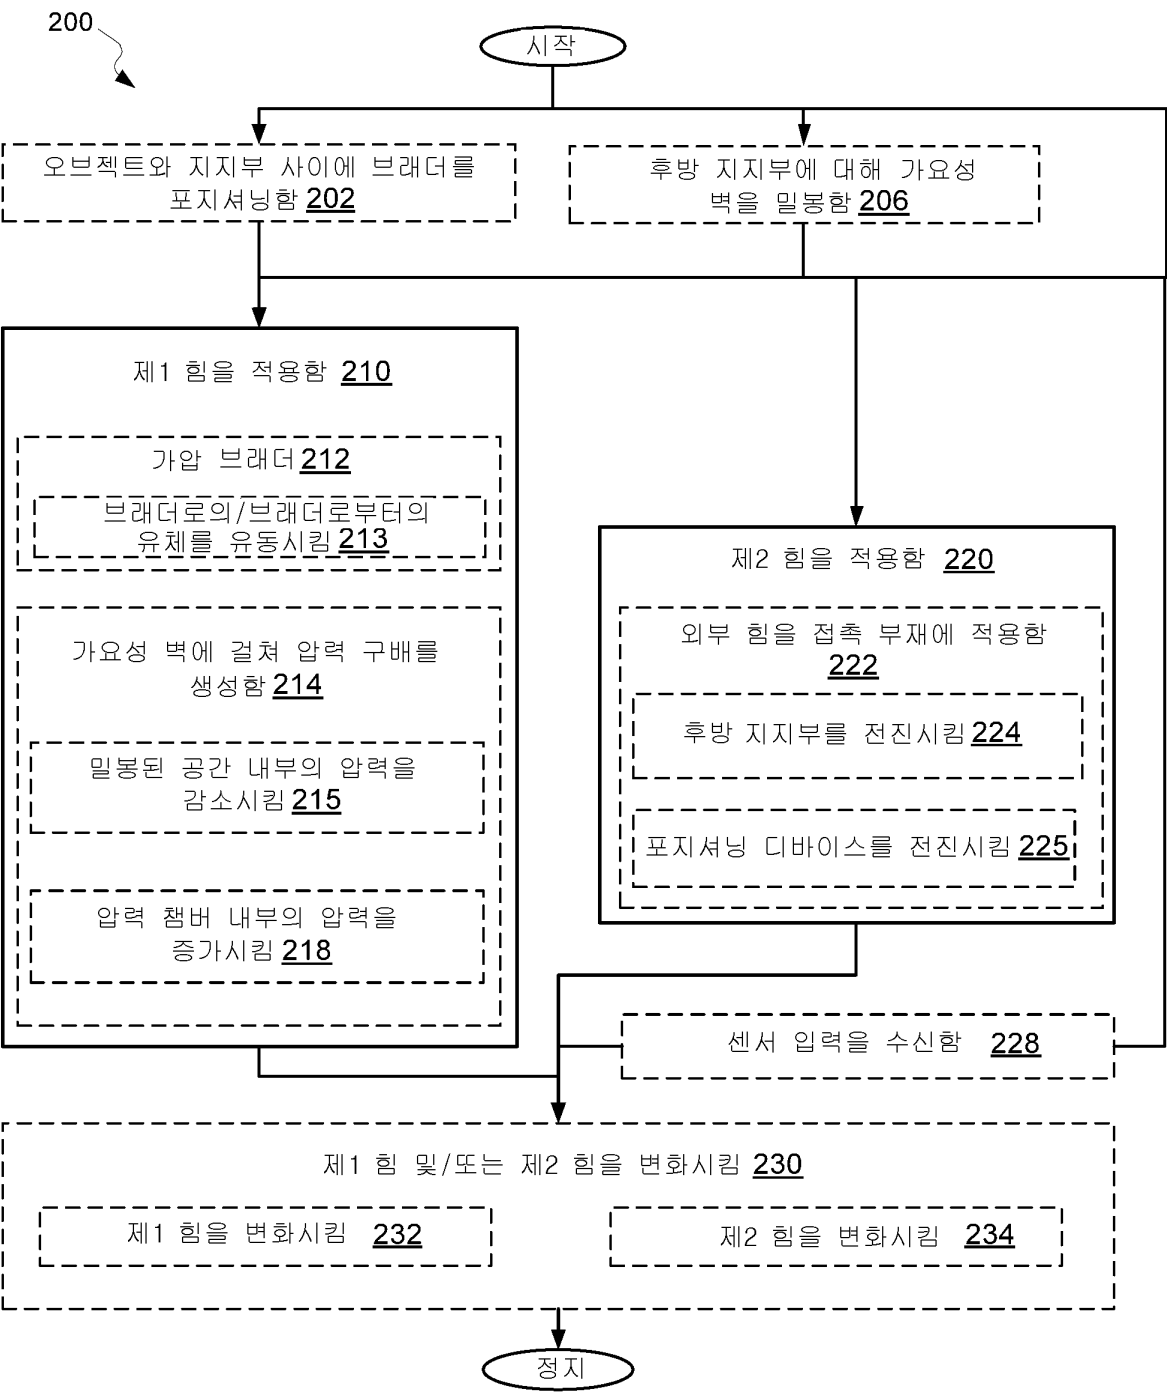 200
시작
오브젝트와 지지부 사이에 브래더를
포지셔닝함 202
후방 지지부에 대해 가요성
벽을 밀봉함 206
제1 힘을 적용함 210
가압 브래더 212
브래더로의/브래더로부터의
유체를 유동시킴 213
가요성 벽에 걸쳐 압력 구배를
생성함 214
밀봉된 공간 내부의 압력을
감소시킴 215
압력 챔버 내부의 압력을
증가시킴 218
제2 힘을 적용함 220
외부 힘을 접촉 부재에 적용함
222
후방 지지부를 전진시킴 224
포지셔닝 디바이스를 전진시킴 225
센서 입력을 수신함 228
제1 힘 및/또는 제2 힘을 변화시킴 230
제1 힘을 변화시킴 232
제2 힘을 변화시킴 234
정지